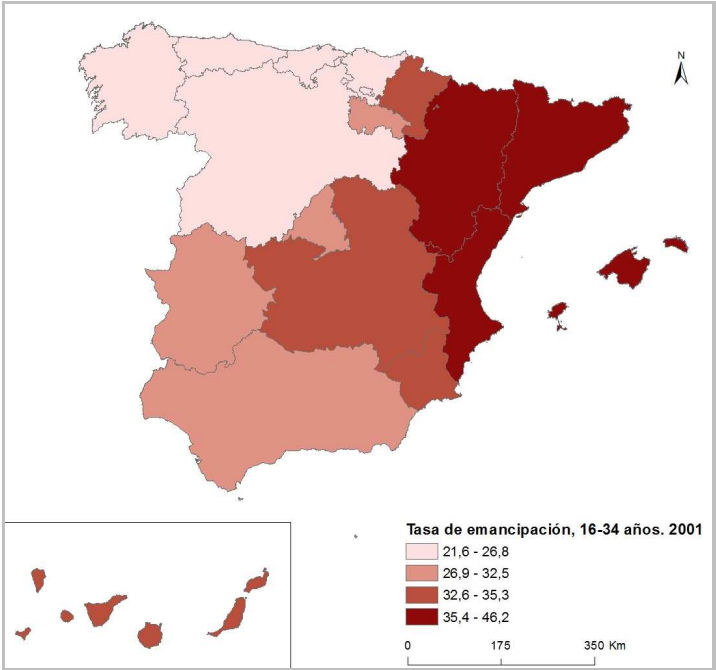 N
Tasa de emancipación, 16-34 años. 2001
21,6 - 26,8
26,9 - 32,5
32,6 - 35,3
35,4 - 46,2
0 175 350 Km